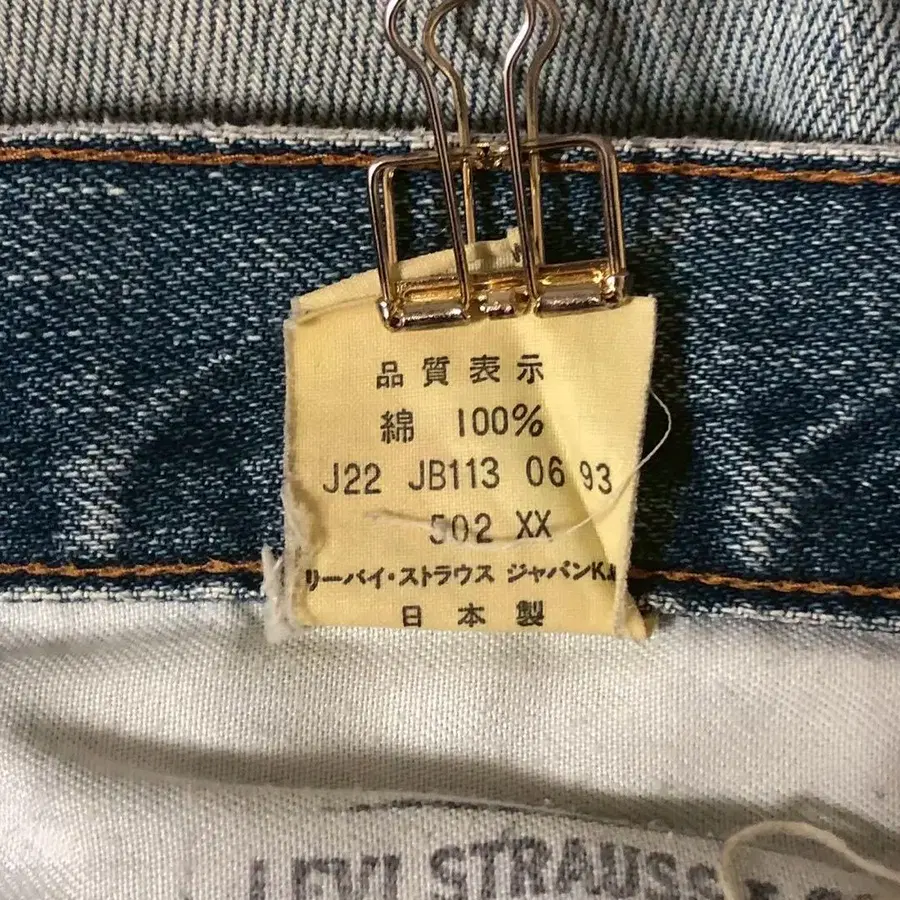 品質表示
綿 100%
J22 JB113 06 93
502 XX
リーバイ・ストラウス ジャパンK.K
日本製
LEVI STRAUSS & CO